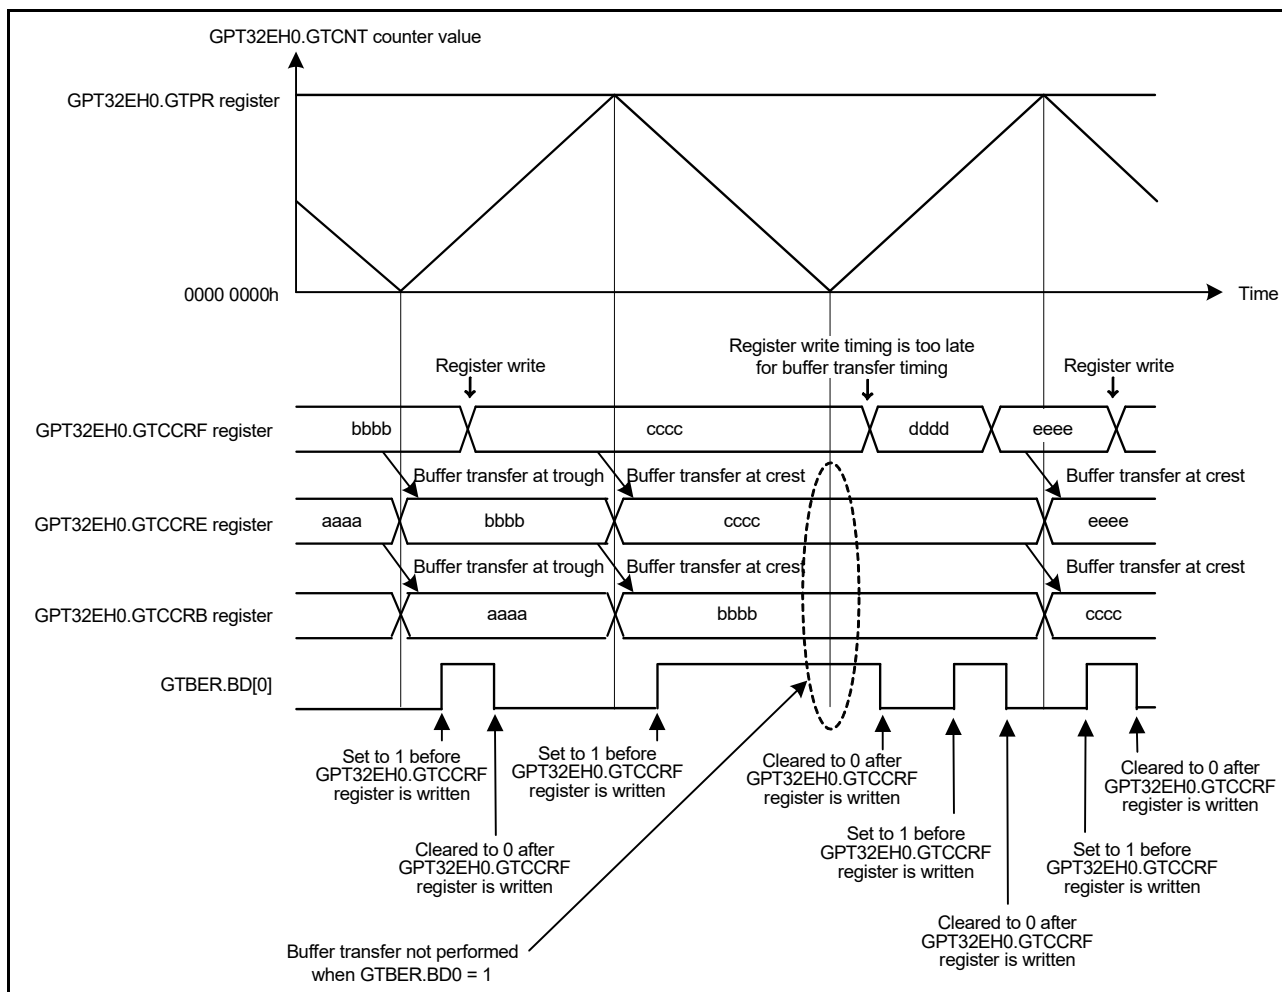 GPT32EH0.GTCNT counter value
GPT32EH0.GTPR register
0000 0000h
Time
Register write
Register write timing is too late
for buffer transfer timing
Register write
GPT32EH0.GTCCRF register
bbbb
cccc
dddd
eeee
Buffer transfer at trough
Buffer transfer at crest
Buffer transfer at crest
GPT32EH0.GTCCRE register
aaaa
bbbb
cccc
eeee
Buffer transfer at trough
Buffer transfer at crest
Buffer transfer at crest
GPT32EH0.GTCCRB register
aaaa
bbbb
cccc
GTBER.BD[0]
Set to 1 before
GPT32EH0.GTCCRF
register is written
Cleared to 0 after
GPT32EH0.GTCCRF
register is written
Set to 1 before
GPT32EH0.GTCCRF
register is written
Cleared to 0 after
GPT32EH0.GTCCRF
register is written
Set to 1 before
GPT32EH0.GTCCRF
register is written
Cleared to 0 after
GPT32EH0.GTCCRF
register is written
Set to 1 before
GPT32EH0.GTCCRF
register is written
Cleared to 0 after
GPT32EH0.GTCCRF
register is written
Buffer transfer not performed
when GTBER.BD0 = 1